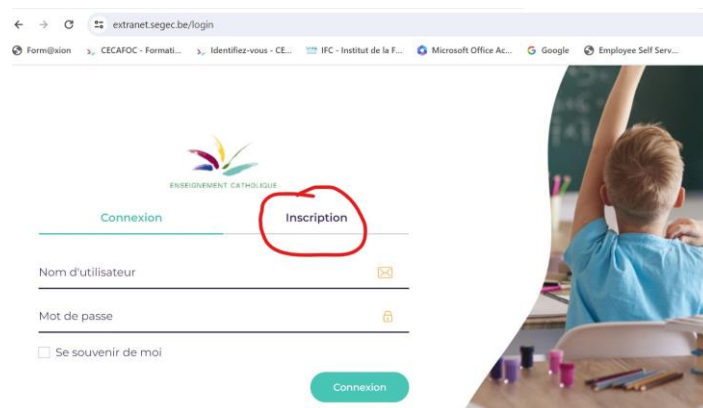 extranet.segec.be/login
Form@xion CECAFOC - Formati... Identifiez-vous - CE... IFC - Institut de la F... Microsoft Office Ac... Google Employee Self Serv...
ENSEIGNEMENT CATHOLIQUE
Connexion Inscription
Nom d'utilisateur
Mot de passe
Se souvenir de moi
Connexion